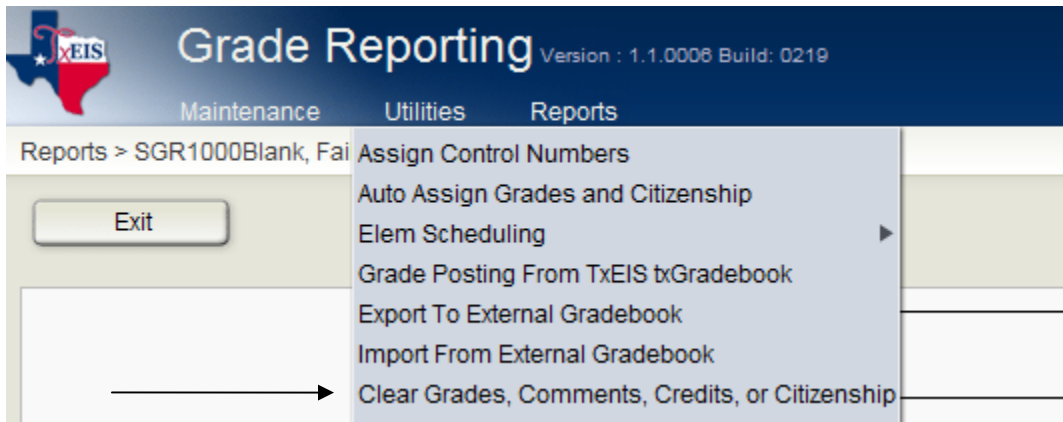 TxEIS
Grade Reporting Version : 1.1.0006 Build: 0219
Maintenance Utilities Reports
Reports > SGR1000Blank, Fai
Assign Control Numbers
Auto Assign Grades and Citizenship
Exit
Elem Scheduling
Grade Posting From TxEIS txGradebook
Export To External Gradebook
Import From External Gradebook
Clear Grades, Comments, Credits, or Citizenship